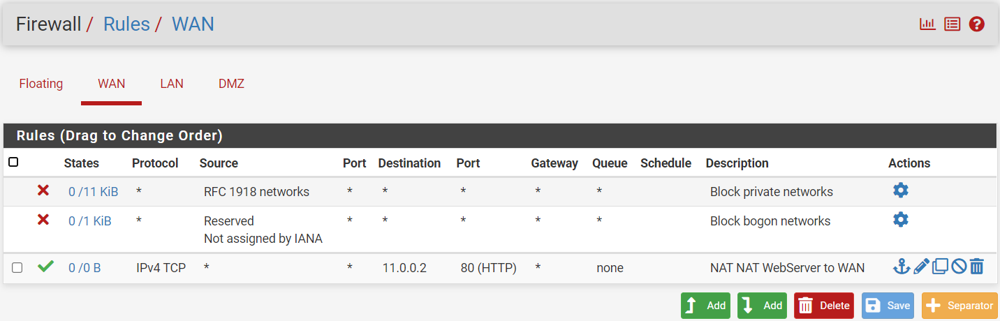 Firewall / Rules / WAN
Floating WAN LAN DMZ
Rules (Drag to Change Order)
States Protocol Source Port Destination Port Gateway Queue Schedule Description Actions
0 /11 KiB * RFC 1918 networks * * * * * Block private networks
0 /1 KiB * Reserved * * * * * Block bogon networks
Not assigned by IANA
0 /0 B IPv4 TCP * * 11.0.0.2 80 (HTTP) * none NAT NAT WebServer to WAN
Add Add Delete Save Separator